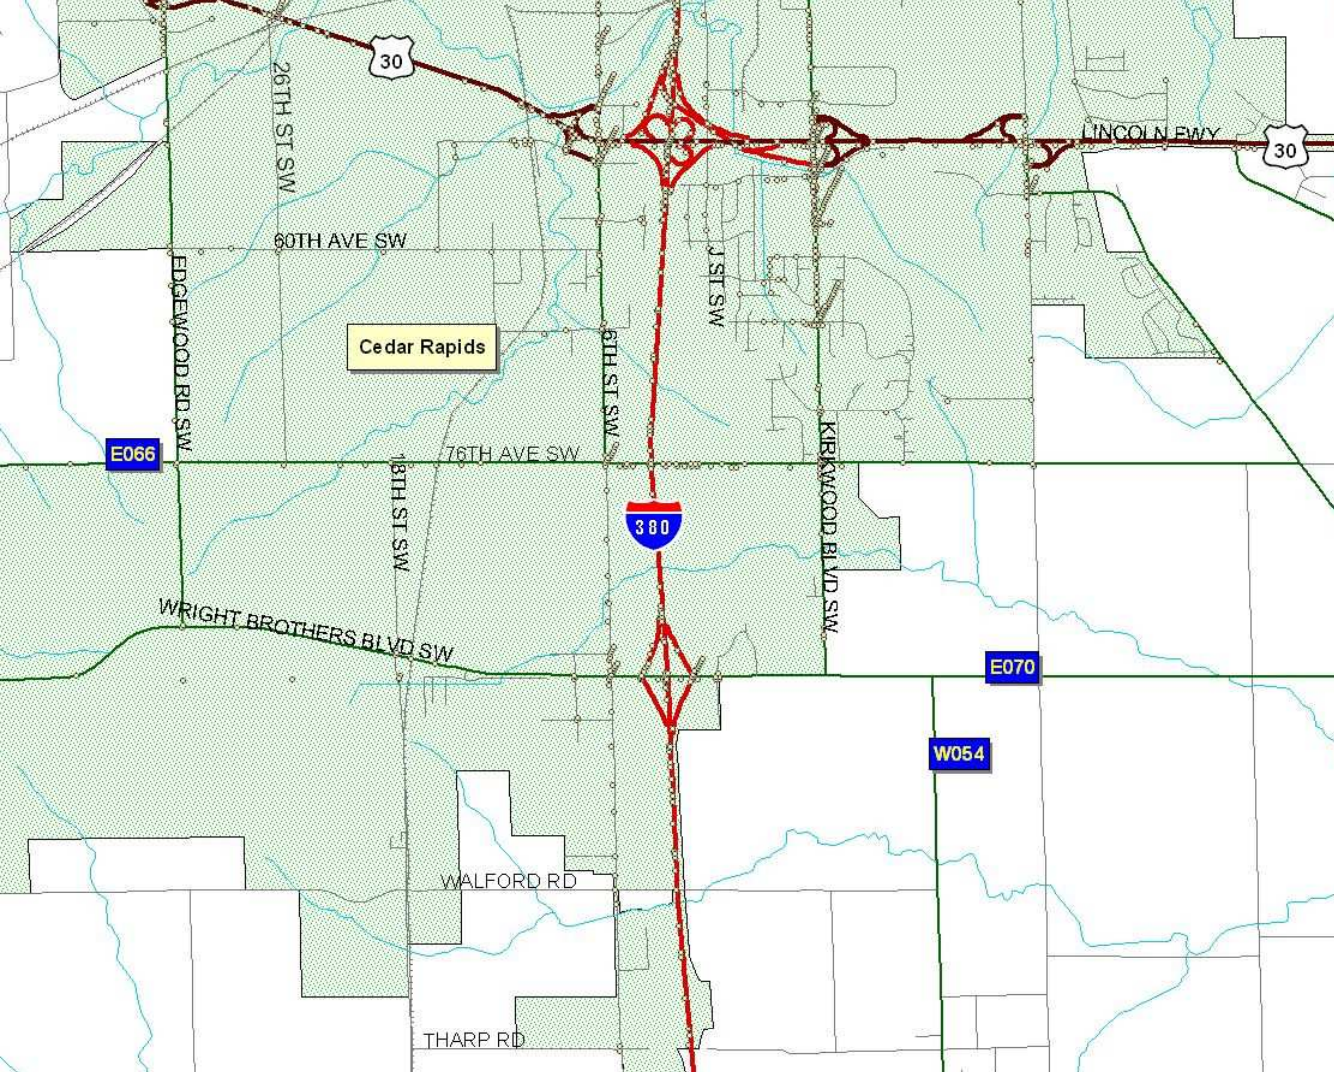 30
26TH ST SW
LINCOLN FWY
30
60TH AVE SW
EDGEWOOD RD SW
J ST SW
Cedar Rapids
6TH ST SW
E066
76TH AVE SW
18TH ST SW
KIRKWOOD BLVD SW
380
WRIGHT BROTHERS BLVD SW
E070
W054
WALFORD RD
THARP RD